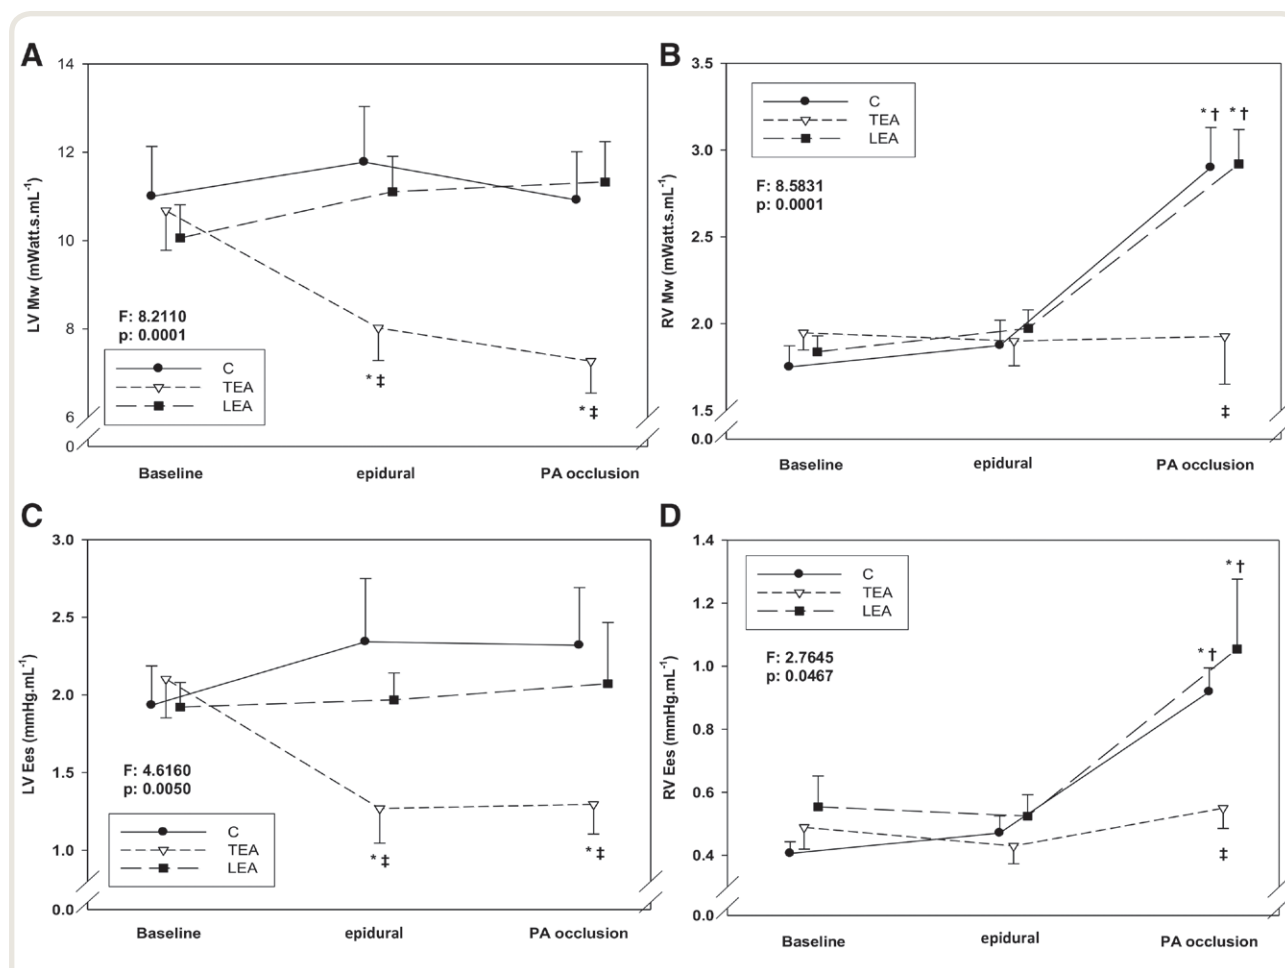 A
14
12
10
8
6
0
LV Mw (mWatt.s.mL⁻¹)
F: 8.2110
p: 0.0001
C
TEA
LEA
* ‡
* ‡
Baseline epidural PA occlusion
B
3.5
3.0
2.5
2.0
1.5
0.0
RV Mw (mWatt.s.mL⁻¹)
C
TEA
LEA
F: 8.5831
p: 0.0001
* † * †
‡
Baseline epidural PA occlusion
C
3.0
2.5
2.0
1.5
1.0
0.0
LV Ees (mmHg.mL⁻¹)
F: 4.6160
p: 0.0050
C
TEA
LEA
* ‡
* ‡
Baseline epidural PA occlusion
D
1.4
1.2
1.0
0.8
0.6
0.4
0.0
RV Ees (mmHg.mL⁻¹)
C
TEA
LEA
F: 2.7645
p: 0.0467
* †
* †
‡
Baseline epidural PA occlusion